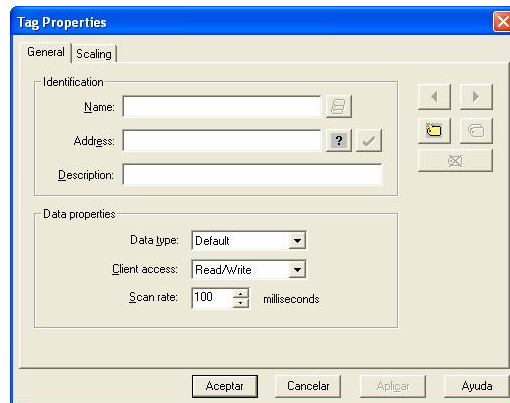 Tag Properties
General Scaling
Identification
Name:
Address:
?
Description:
Data properties
Data type: Default
Client access: Read/Write
Scan rate: 100 milliseconds
Aceptar Cancelar Aplicar Ayuda